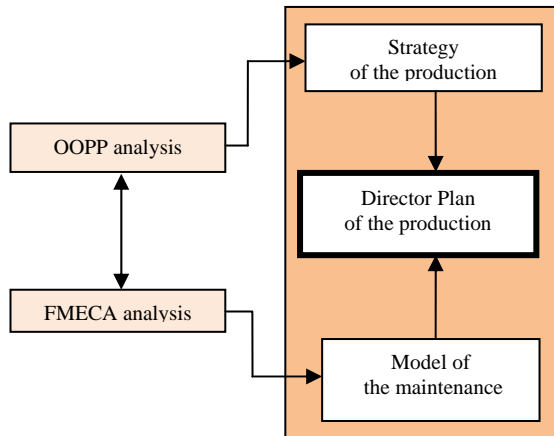 Strategy
of the production
OOPP analysis
Director Plan
of the production
FMECA analysis
Model of
the maintenance